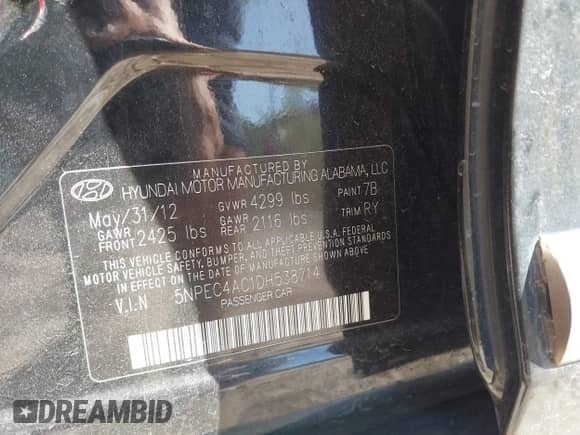 MANUFACTURED BY
HYUNDAI MOTOR MANUFACTURING ALABAMA, LLC
May/31/12 GVWR 4299 lbs PAINT 7B
GAWR FRONT 2425 lbs GAWR REAR 2116 lbs TRIM RY
THIS VEHICLE CONFORMS TO ALL APPLICABLE U.S.A. FEDERAL
MOTOR VEHICLE SAFETY, BUMPER, AND THEFT PREVENTION STANDARDS
IN EFFECT ON THE DATE OF MANUFACTURE SHOWN ABOVE.
V.I.N 5NPEC4AC1DH538714
PASSENGER CAR
DREAMBID